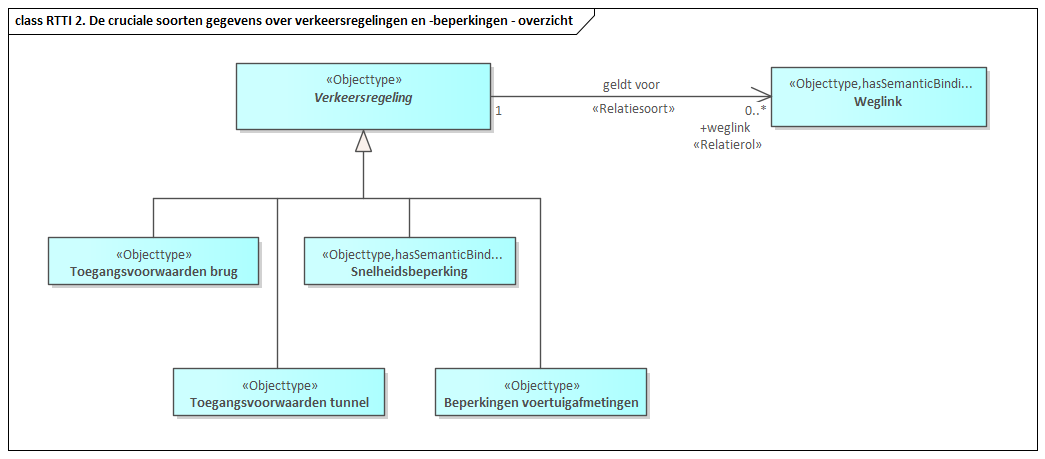 class RTTI 2. De cruciale soorten gegevens over verkeersregelingen en -beperkingen - overzicht
«Objecttype»
Verkeersregeling
geldt voor
«Relatiesoort»
1
0..*
+weglink
«Relatierol»
«Objecttype,hasSemanticBindi...
Weglink
«Objecttype»
Toegangsvoorwaarden brug
«Objecttype,hasSemanticBind...
Snelheidsbeperking
«Objecttype»
Toegangsvoorwaarden tunnel
«Objecttype»
Beperkingen voertuigafmetingen